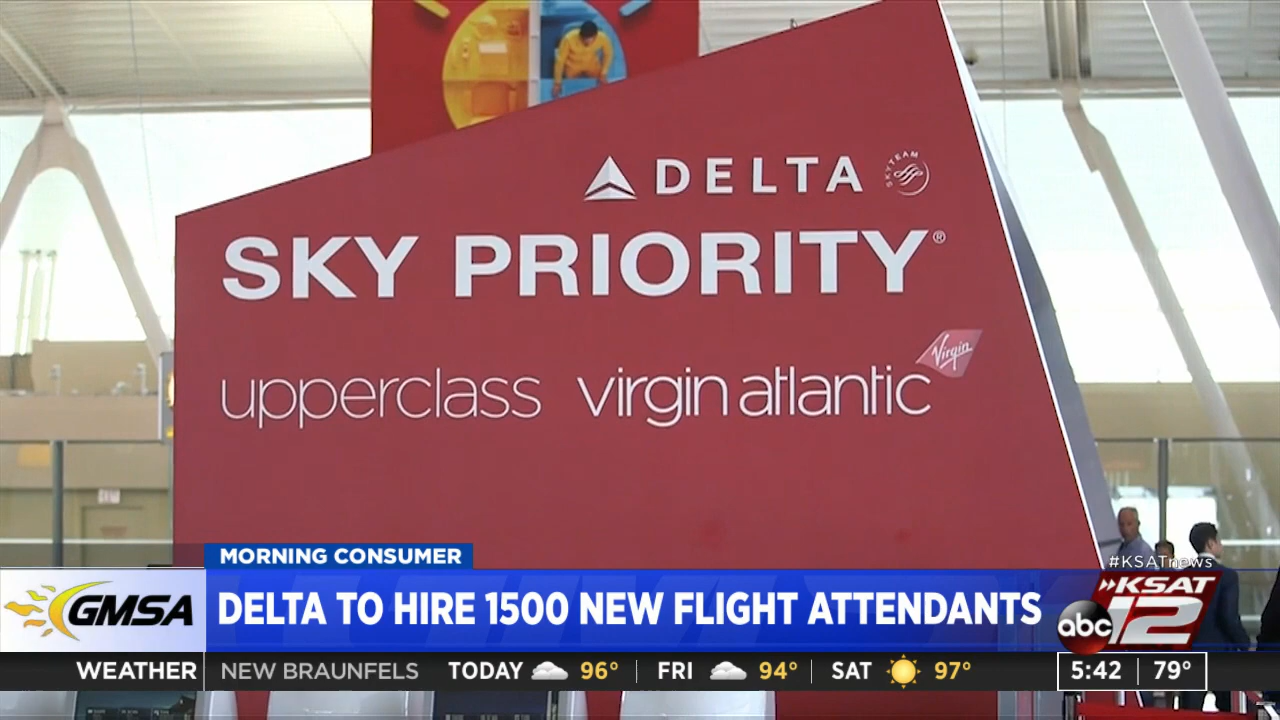 DELTA SKYTEAM
SKY PRIORITY®
upperclass virgin atlantic Virgin
#KSATnews
MORNING CONSUMER
GMSA DELTA TO HIRE 1500 NEW FLIGHT ATTENDANTS abc KSAT 12
WEATHER NEW BRAUNFELS TODAY 96° FRI 94° SAT 97° 5:42 79°